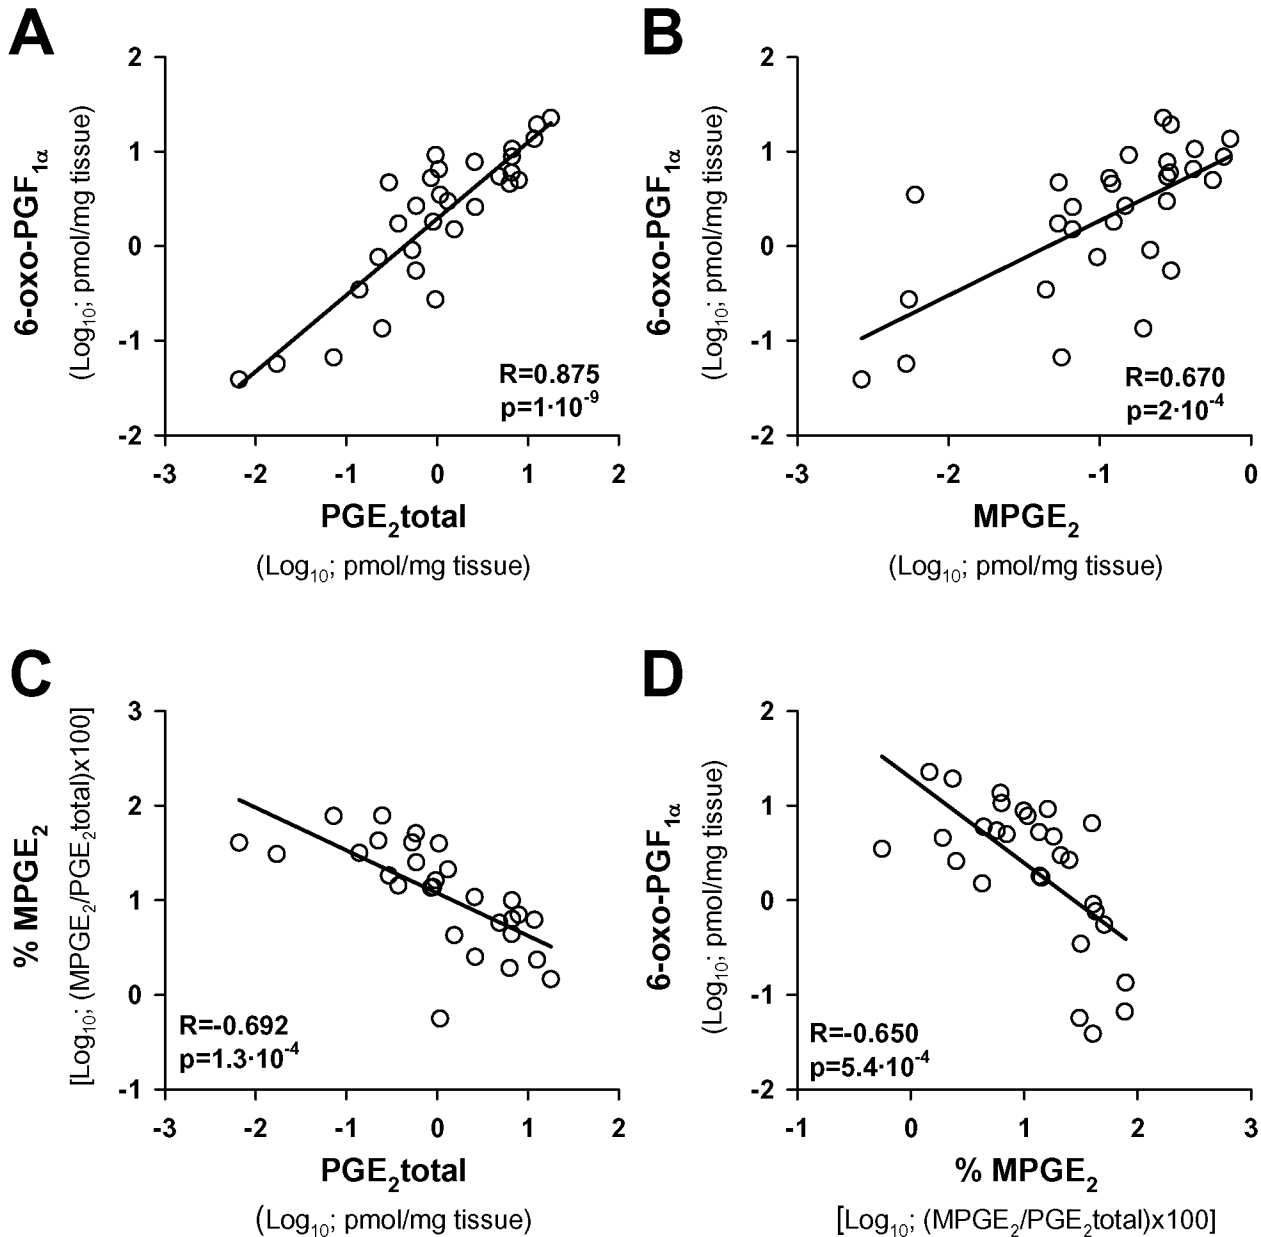 A
6-oxo-PGF1α
(Log10; pmol/mg tissue)
2
1
0
-1
-2
R=0.875
p=1·10-9
-3 -2 -1 0 1 2
PGE2total
(Log10; pmol/mg tissue)
B
6-oxo-PGF1α
(Log10; pmol/mg tissue)
2
1
0
-1
-2
R=0.670
p=2·10-4
-3 -2 -1 0
MPGE2
(Log10; pmol/mg tissue)
C
% MPGE2
[Log10; (MPGE2/PGE2total)x100]
3
2
1
0
-1
R=-0.692
p=1.3·10-4
-3 -2 -1 0 1 2
PGE2total
(Log10; pmol/mg tissue)
D
6-oxo-PGF1α
(Log10; pmol/mg tissue)
2
1
0
-1
-2
R=-0.650
p=5.4·10-4
-1 0 1 2 3
% MPGE2
[Log10; (MPGE2/PGE2total)x100]